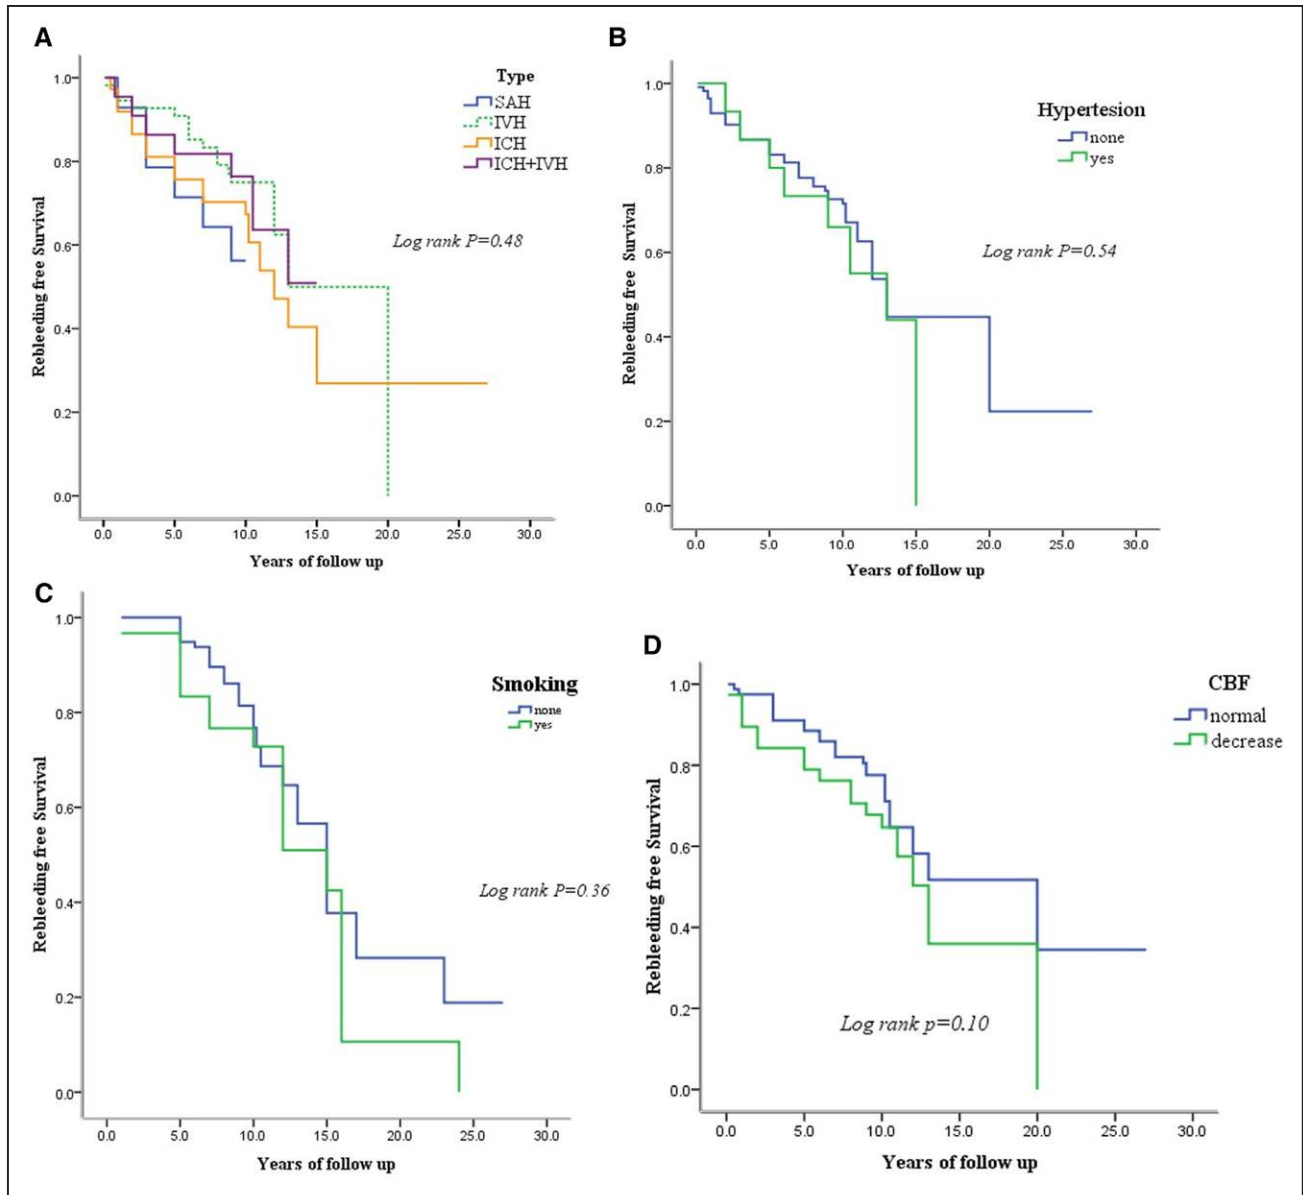 A
Type
SAH
IVH
ICH
ICH+IVH
Log rank P=0.48
Rebleeding free Survival
1.0
0.8
0.6
0.4
0.2
0.0
0.0 5.0 10.0 15.0 20.0 25.0 30.0
Years of follow up
B
Hypertesion
none
yes
Log rank P=0.54
Rebleeding free Survival
1.0
0.8
0.6
0.4
0.2
0.0
0.0 5.0 10.0 15.0 20.0 25.0 30.0
Years of follow up
C
Smoking
none
yes
Log rank P=0.36
Rebleeding free Survival
1.0
0.8
0.6
0.4
0.2
0.0
0.0 5.0 10.0 15.0 20.0 25.0 30.0
Years of follow up
D
CBF
normal
decrease
Log rank p=0.10
Rebleeding free Survival
1.0
0.8
0.6
0.4
0.2
0.0
0.0 5.0 10.0 15.0 20.0 25.0 30.0
Years of follow up